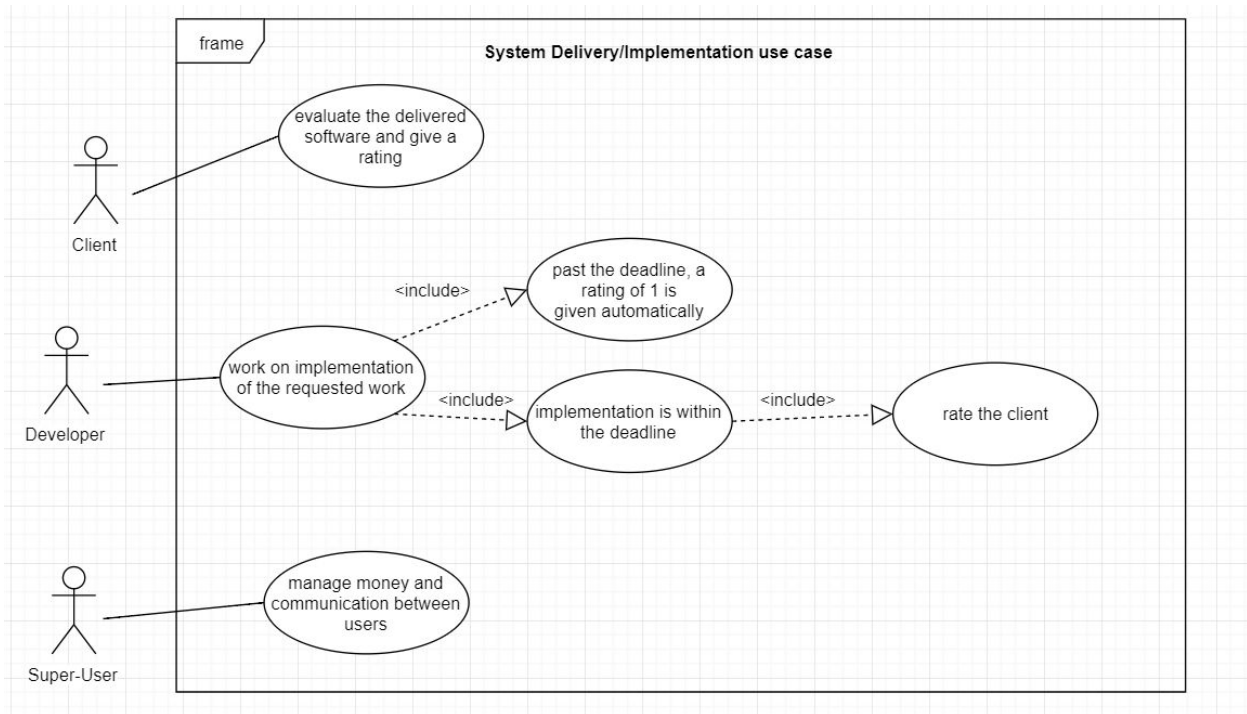 frame
System Delivery/Implementation use case
evaluate the delivered
software and give a
rating
Client
past the deadline, a
rating of 1 is
given automatically
<include>
work on implementation
of the requested work
<include>
implementation is within
the deadline
<include>
rate the client
Developer
manage money and
communication between
users
Super-User